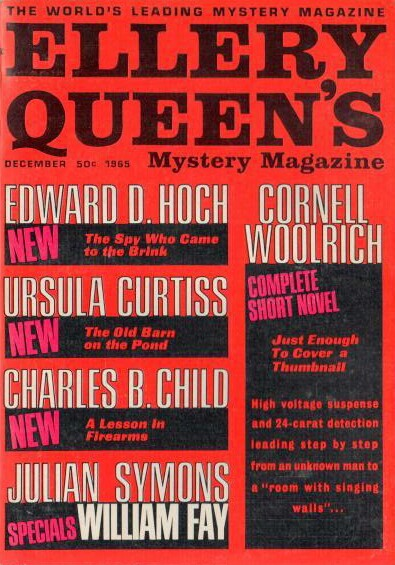 THE WORLD'S LEADING MYSTERY MAGAZINE
ELLERY
QUEEN'S
DECEMBER 50c 1965 Mystery Magazine
EDWARD D. HOCH
NEW
The Spy Who Came
to the Brink
URSULA CURTISS
NEW
The Old Barn
on the Pond
CHARLES B. CHILD
NEW
A Lesson In
Firearms
JULIAN SYMONS
SPECIALS WILLIAM FAY
CORNELL
WOOLRICH
COMPLETE
SHORT NOVEL
Just Enough
To Cover a
Thumbnail
High voltage suspense
and 24-carat detection
leading step by step
from an unknown man to
a "room with singing
walls"...